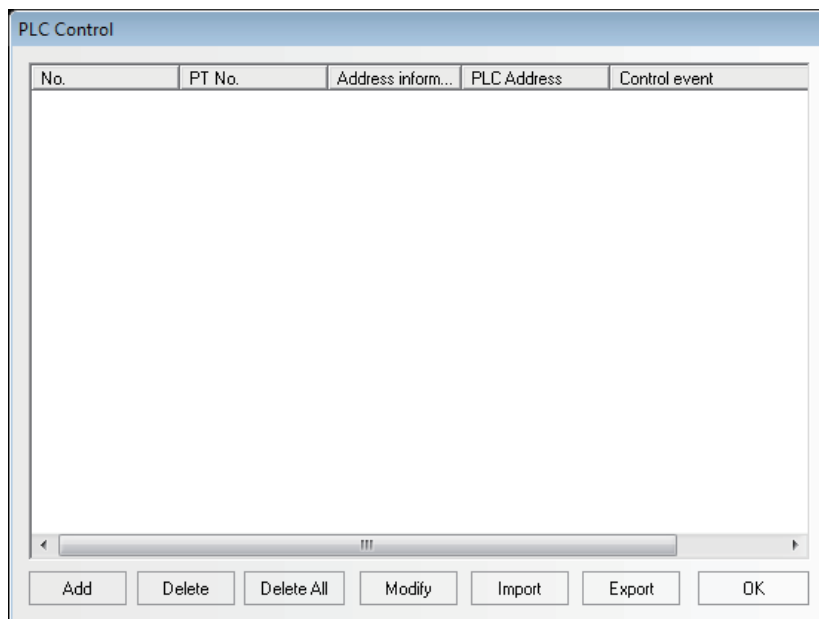 PLC Control
No. PT No. Address inform... PLC Address Control event
Add Delete Delete All Modify Import Export OK